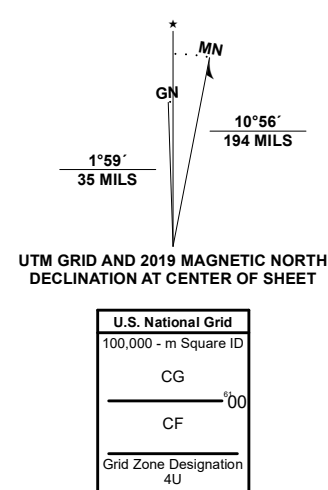 ★
MN
GN
10°56´
194 MILS
1°59´
35 MILS
UTM GRID AND 2019 MAGNETIC NORTH
DECLINATION AT CENTER OF SHEET
U.S. National Grid
100,000 - m Square ID
CG
6100
CF
Grid Zone Designation
4U